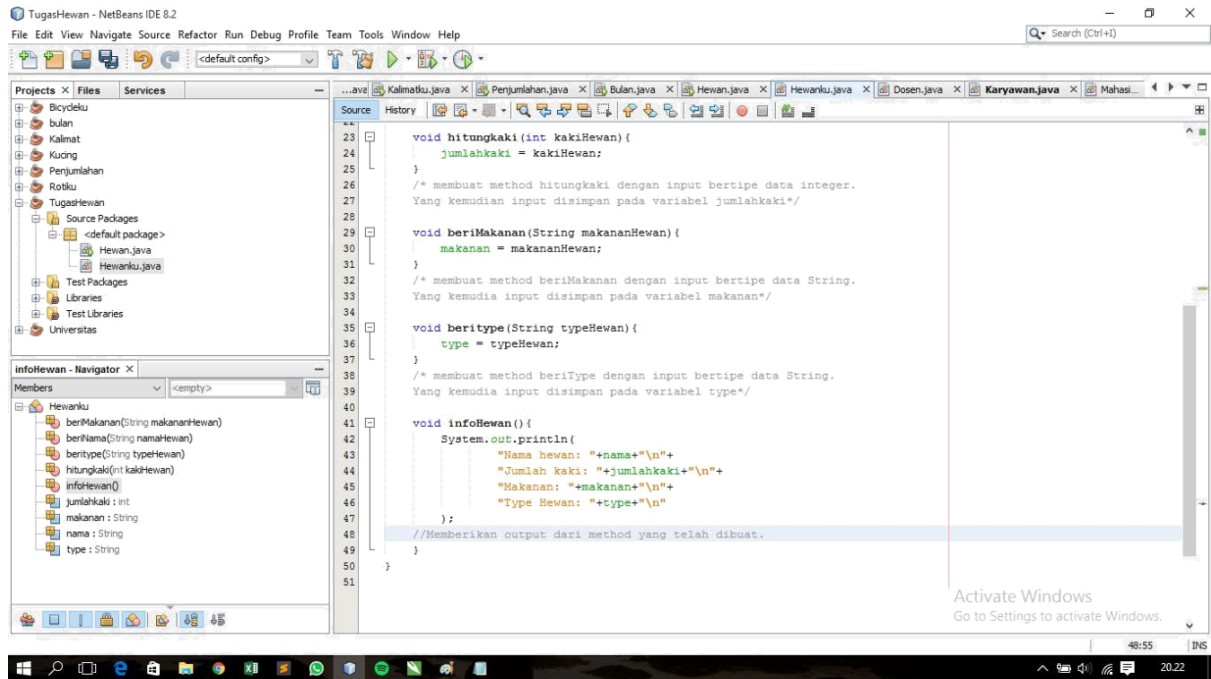 TugasHewan - NetBeans IDE 8.2
File Edit View Navigate Source Refactor Run Debug Profile Team Tools Window Help
Search (Ctrl+I)
<default config>
Projects Files Services
Bicycleku
bulan
Kalimat
Kucing
Penjumlahan
Rotiku
TugasHewan
Source Packages
<default package>
Hewan.java
Hewanku.java
Test Packages
Libraries
Test Libraries
Universitas
infoHewan - Navigator
Members <empty>
Hewanku
beriMakanan(String makananHewan)
beriNama(String namaHewan)
beritype(String typeHewan)
hitungkaki(int kakiHewan)
infoHewan()
jumlahkaki : int
makanan : String
nama : String
type : String
...ava Kalimatku.java Penjumlahan.java Bulan.java Hewan.java Hewanku.java Dosen.java Karyawan.java Mahasi...
Source History
22
23 void hitungkaki(int kakiHewan){
24 jumlahkaki = kakiHewan;
25 }
26 /* membuat method hitungkaki dengan input bertipe data integer.
27 Yang kemudian input disimpan pada variabel jumlahkaki*/
28
29 void beriMakanan(String makananHewan){
30 makanan = makananHewan;
31 }
32 /* membuat method beriMakanan dengan input bertipe data String.
33 Yang kemudia input disimpan pada variabel makanan*/
34
35 void beritype(String typeHewan){
36 type = typeHewan;
37 }
38 /* membuat method beriType dengan input bertipe data String.
39 Yang kemudia input disimpan pada variabel type*/
40
41 void infoHewan(){
42 System.out.println(
43 "Nama hewan: "+nama+"\n"+
44 "Jumlah kaki: "+jumlahkaki+"\n"+
45 "Makanan: "+makanan+"\n"+
46 "Type Hewan: "+type+"\n"
47 );
48 //Memberikan output dari method yang telah dibuat.
49 }
50 }
51
Activate Windows
Go to Settings to activate Windows.
48:55 INS
20.22